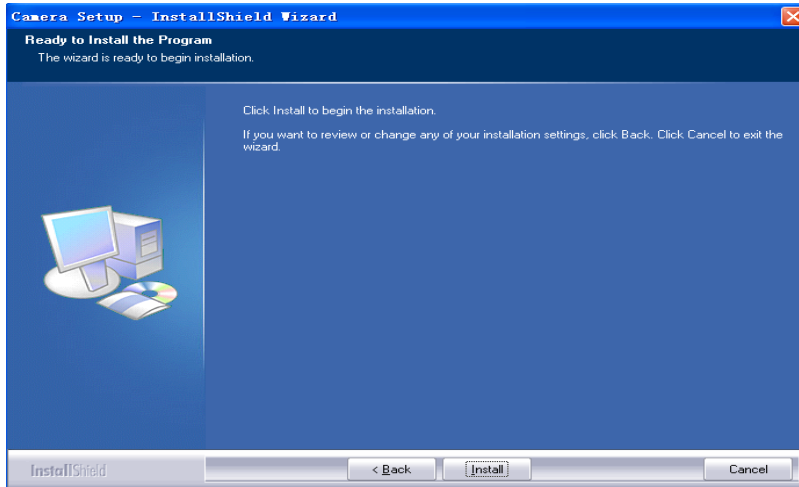 Camera Setup - InstallShield Wizard
Ready to Install the Program
The wizard is ready to begin installation.
Click Install to begin the installation.
If you want to review or change any of your installation settings, click Back. Click Cancel to exit the
wizard.
InstallShield
< Back Install Cancel